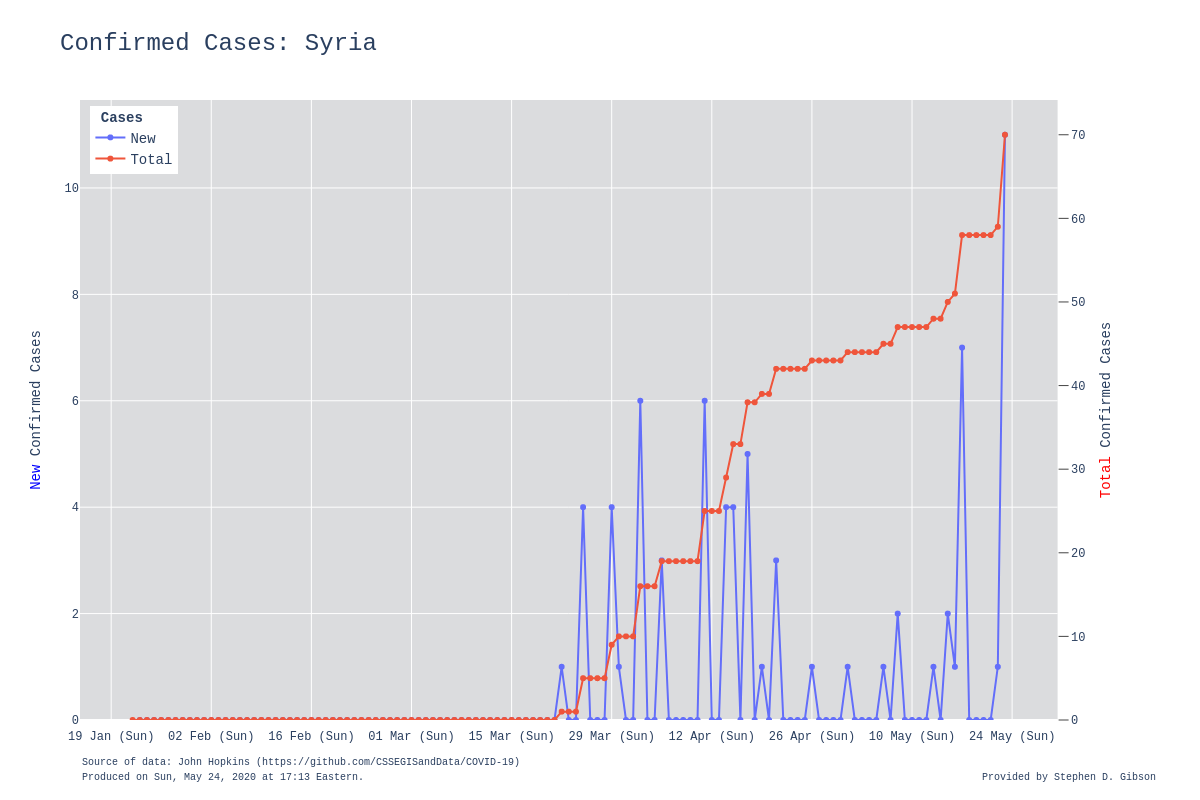 Confirmed Cases: Syria
Cases
New
Total
10
8
6
4
2
0
New Confirmed Cases
70
60
50
40
30
20
10
0
Total Confirmed Cases
19 Jan (Sun) 02 Feb (Sun) 16 Feb (Sun) 01 Mar (Sun) 15 Mar (Sun) 29 Mar (Sun) 12 Apr (Sun) 26 Apr (Sun) 10 May (Sun) 24 May (Sun)
Source of data: John Hopkins (https://github.com/CSSEGISandData/COVID-19)
Produced on Sun, May 24, 2020 at 17:13 Eastern.
Provided by Stephen D. Gibson